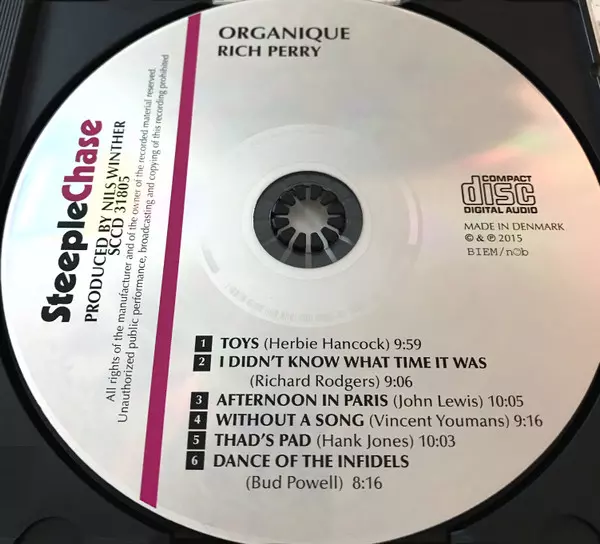 ORGANIQUE
RICH PERRY
SteepleChase
PRODUCED BY NILS WINTHER
SCCD 31805
All rights of the manufacturer and of the owner of the recorded material reserved.
Unauthorized public performance, broadcasting and copying of this recording prohibited
COMPACT
disc
DIGITAL AUDIO
MADE IN DENMARK
© & ℗ 2015
BIEM/n©b
1 TOYS (Herbie Hancock) 9:59
2 I DIDN'T KNOW WHAT TIME IT WAS
(Richard Rodgers) 9:06
3 AFTERNOON IN PARIS (John Lewis) 10:05
4 WITHOUT A SONG (Vincent Youmans) 9:16
5 THAD'S PAD (Hank Jones) 10:03
6 DANCE OF THE INFIDELS
(Bud Powell) 8:16